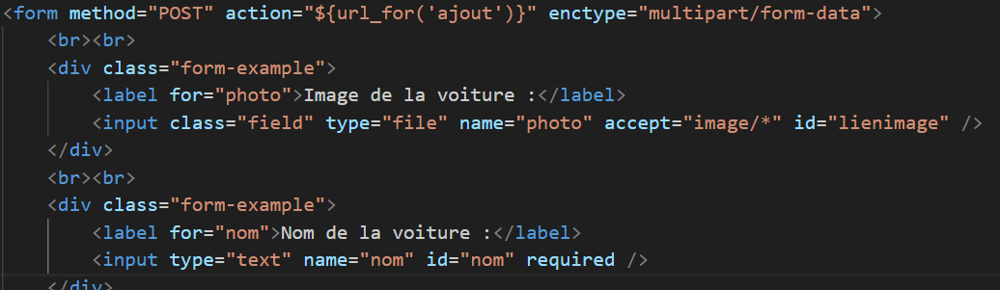 <form method="POST" action="${url_for('ajout')}" enctype="multipart/form-data">
<br><br>
<div class="form-example">
<label for="photo">Image de la voiture :</label>
<input class="field" type="file" name="photo" accept="image/*" id="lienimage" />
</div>
<br><br>
<div class="form-example">
<label for="nom">Nom de la voiture :</label>
<input type="text" name="nom" id="nom" required />
</div>